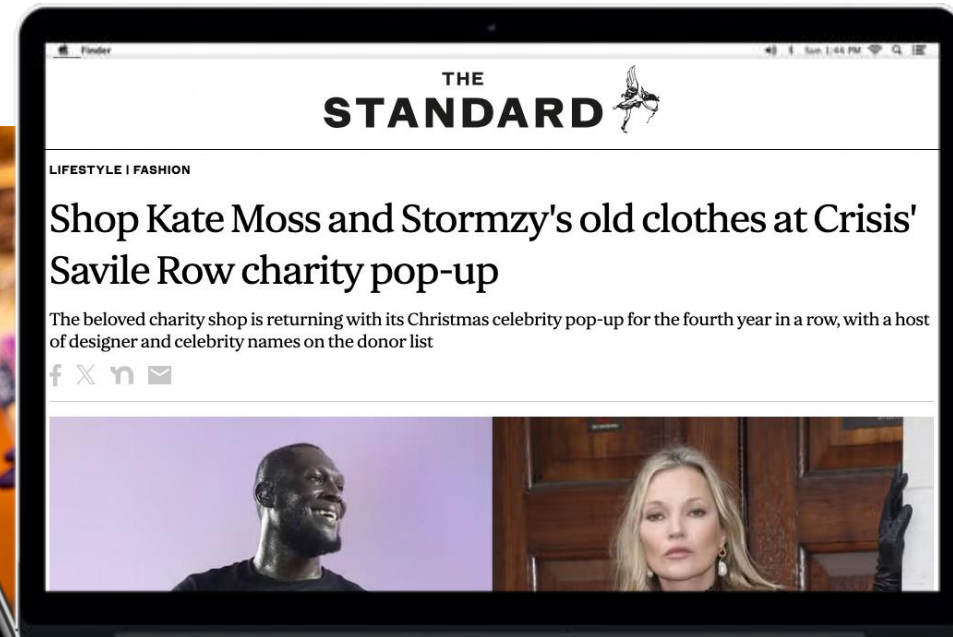 Finder
Sun 1:44 PM
THE
STANDARD
LIFESTYLE | FASHION
Shop Kate Moss and Stormzy's old clothes at Crisis'
Savile Row charity pop-up
The beloved charity shop is returning with its Christmas celebrity pop-up for the fourth year in a row, with a host
of designer and celebrity names on the donor list